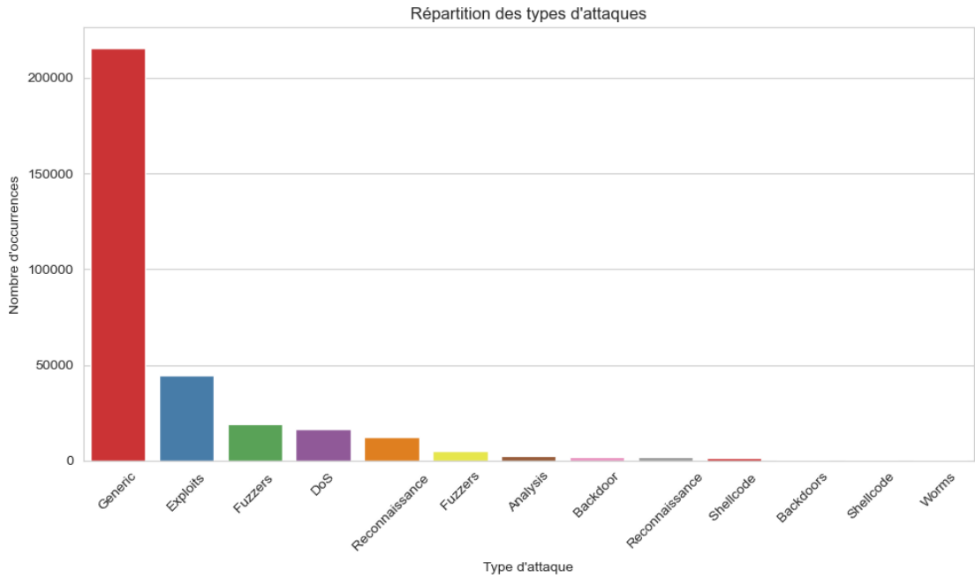 Répartition des types d'attaques
Nombre d'occurrences
200000
150000
100000
50000
0
Generic
Exploits
Fuzzers
DoS
Reconnaissance
Fuzzers
Analysis
Backdoor
Reconnaissance
Shellcode
Backdoors
Shellcode
Worms
Type d'attaque